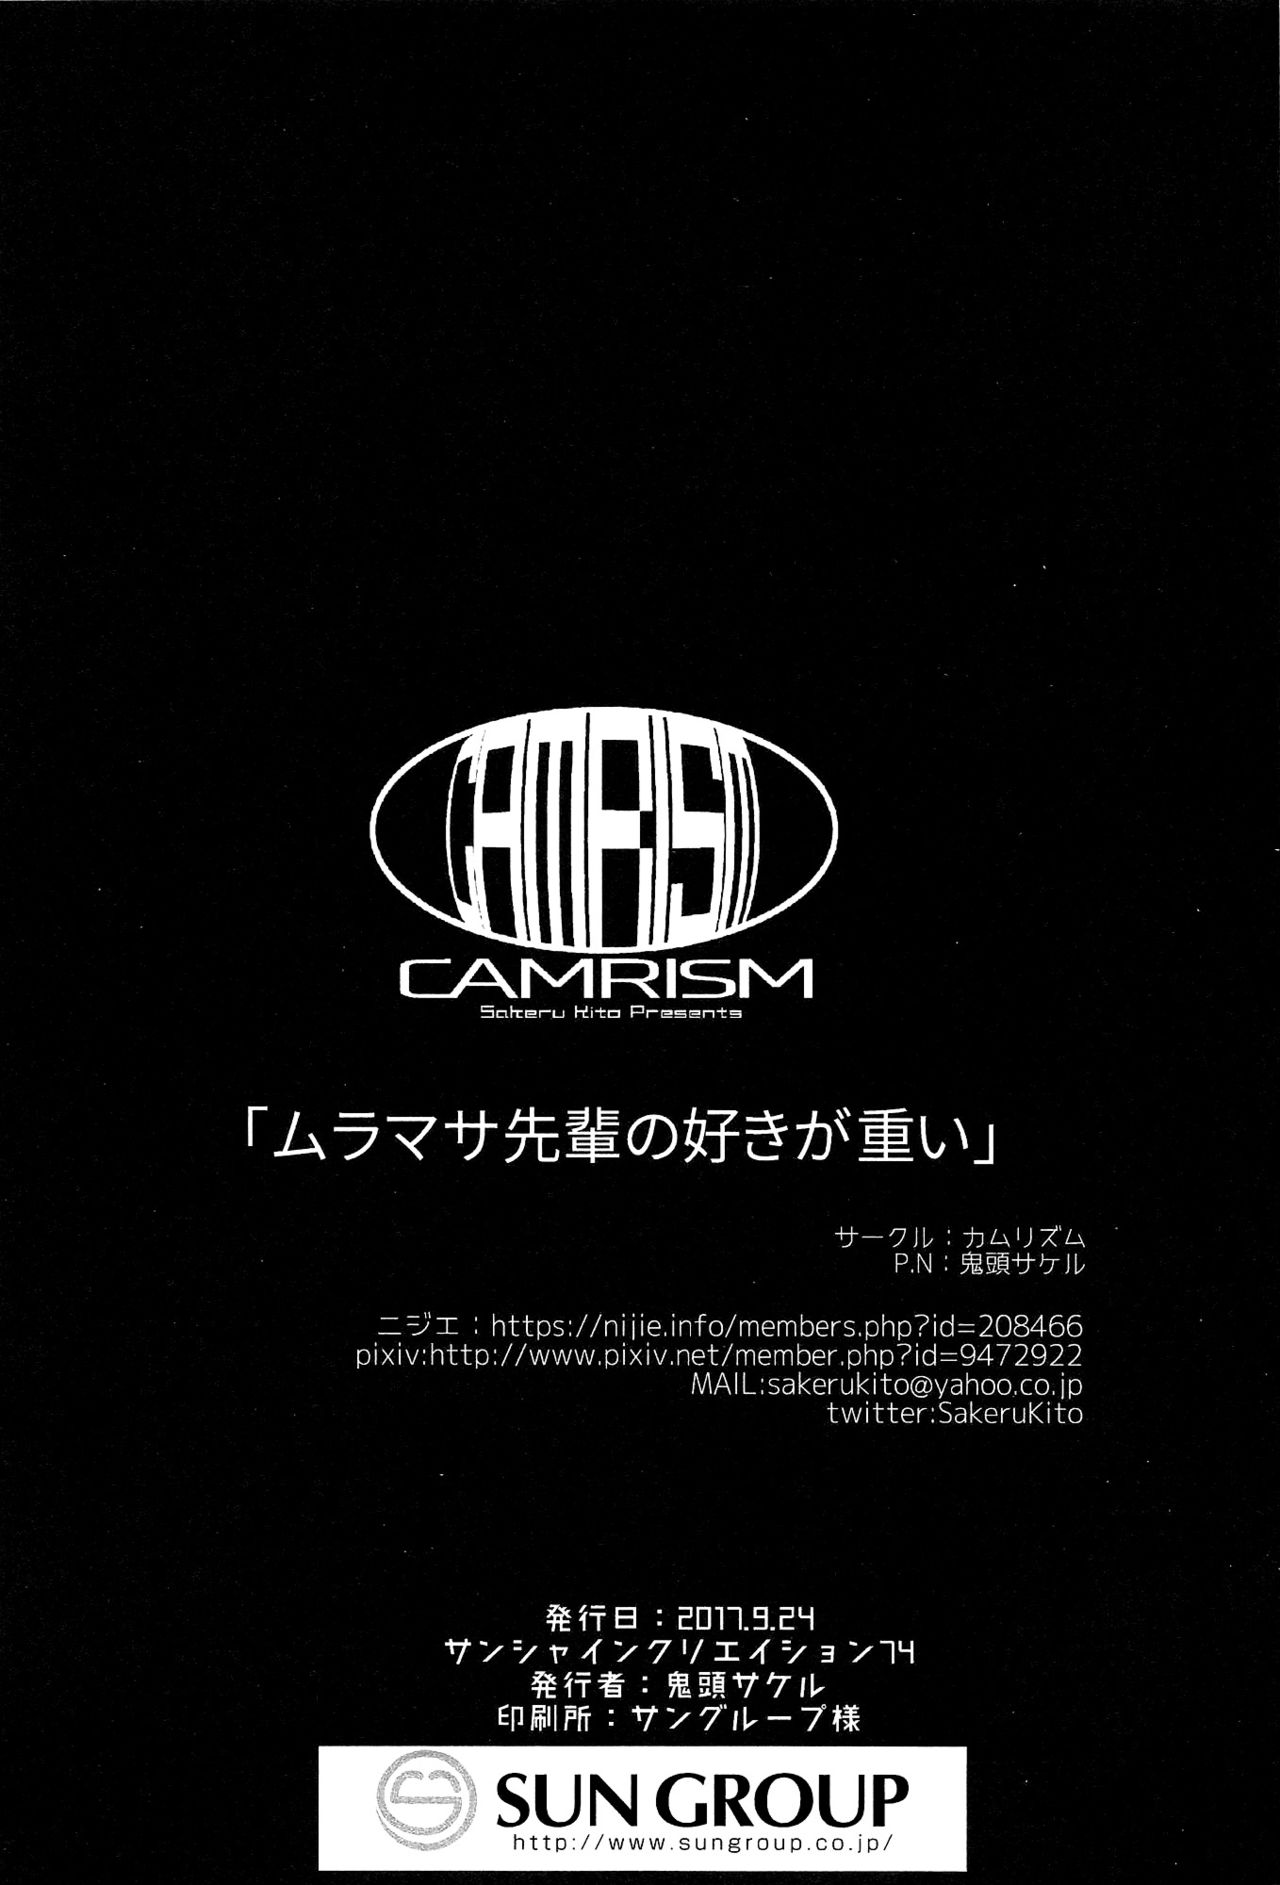 CAMRISM
CAMRISM
Sakeru Kito Presents
「ムラマサ先輩の好きが重い」
サークル：カムリズム
P.N：鬼頭サケル
ニジエ：https://nijie.info/members.php?id=208466
pixiv:http://www.pixiv.net/member.php?id=9472922
MAIL:sakerukito@yahoo.co.jp
twitter:SakeruKito
発行日：2017.9.24
サンシャインクリエイション74
発行者：鬼頭サケル
印刷所：サングループ様
SUN GROUP
http://www.sungroup.co.jp/